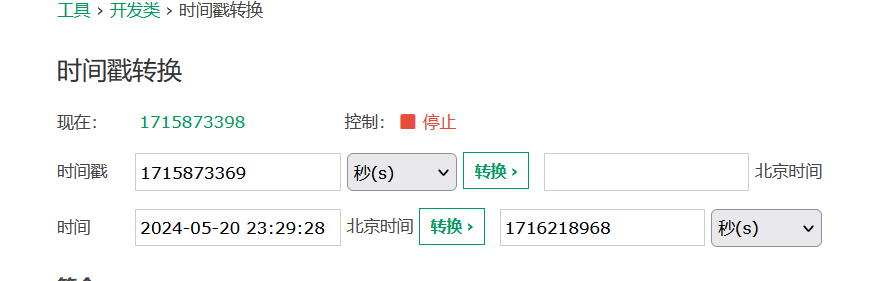 工具 › 开发类 › 时间戳转换
时间戳转换
现在： 1715873398 控制： 停止
时间戳 1715873369 秒(s) 转换 › 北京时间
时间 2024-05-20 23:29:28 北京时间 转换 › 1716218968 秒(s)